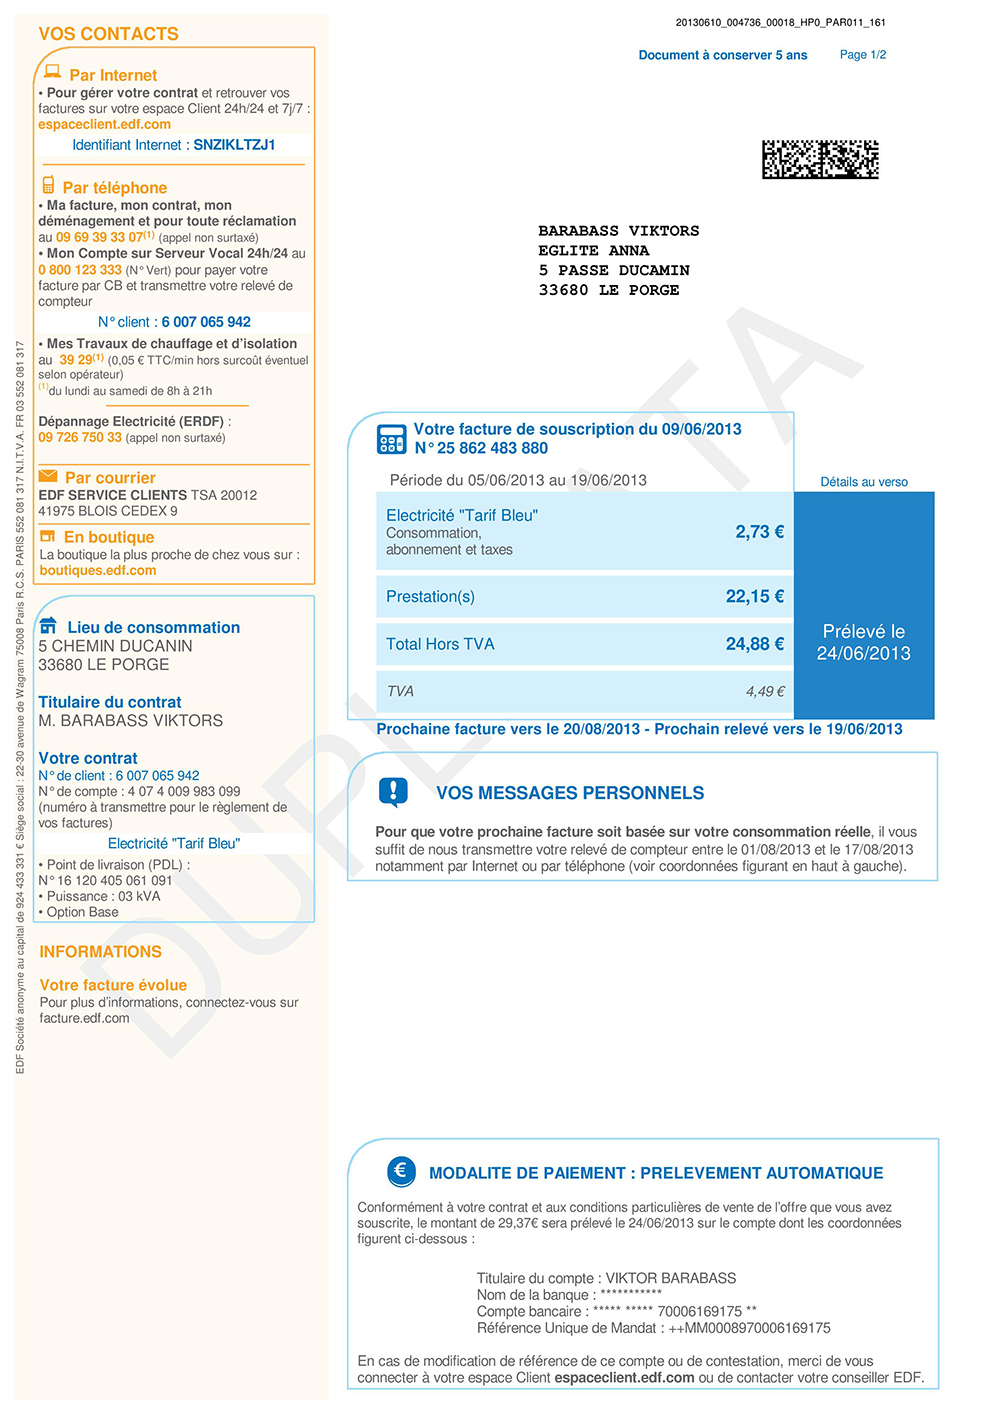 20130610_004736_00018_HP0_PAR011_161
Document à conserver 5 ans Page 1/2
VOS CONTACTS
Par Internet
• Pour gérer votre contrat et retrouver vos
factures sur votre espace Client 24h/24 et 7j/7 :
espaceclient.edf.com
Identifiant Internet : SNZIKLTZJ1
Par téléphone
• Ma facture, mon contrat, mon
déménagement et pour toute réclamation
au 09 69 39 33 07(1) (appel non surtaxé)
• Mon Compte sur Serveur Vocal 24h/24 au
0 800 123 333 (N° Vert) pour payer votre
facture par CB et transmettre votre relevé de
compteur
N° client : 6 007 065 942
• Mes Travaux de chauffage et d'isolation
au 39 29(1) (0,05 € TTC/min hors surcoût éventuel
selon opérateur)
(1)du lundi au samedi de 8h à 21h
Dépannage Electricité (ERDF) :
09 726 750 33 (appel non surtaxé)
Par courrier
EDF SERVICE CLIENTS TSA 20012
41975 BLOIS CEDEX 9
En boutique
La boutique la plus proche de chez vous sur :
boutiques.edf.com
Lieu de consommation
5 CHEMIN DUCANIN
33680 LE PORGE
Titulaire du contrat
M. BARABASS VIKTORS
Votre contrat
N° de client : 6 007 065 942
N° de compte : 4 07 4 009 983 099
(numéro à transmettre pour le règlement de
vos factures)
Electricité "Tarif Bleu"
• Point de livraison (PDL) :
N° 16 120 405 061 091
• Puissance : 03 kVA
• Option Base
INFORMATIONS
Votre facture évolue
Pour plus d'informations, connectez-vous sur
facture.edf.com
EDF Société anonyme au capital de 924 433 331 € Siège social : 22-30 avenue de Wagram 75008 Paris R.C.S. PARIS 552 081 317 N.I.T.V.A. FR 03 552 081 317
BARABASS VIKTORS
EGLITE ANNA
5 PASSE DUCAMIN
33680 LE PORGE
DUPLICATA
Votre facture de souscription du 09/06/2013
N° 25 862 483 880
Période du 05/06/2013 au 19/06/2013
Détails au verso
Electricité "Tarif Bleu"
Consommation,
abonnement et taxes
2,73 €
Prestation(s) 22,15 €
Total Hors TVA 24,88 €
TVA 4,49 €
Prélevé le
24/06/2013
Prochaine facture vers le 20/08/2013 - Prochain relevé vers le 19/06/2013
VOS MESSAGES PERSONNELS
Pour que votre prochaine facture soit basée sur votre consommation réelle, il vous
suffit de nous transmettre votre relevé de compteur entre le 01/08/2013 et le 17/08/2013
notamment par Internet ou par téléphone (voir coordonnées figurant en haut à gauche).
MODALITE DE PAIEMENT : PRELEVEMENT AUTOMATIQUE
Conformément à votre contrat et aux conditions particulières de vente de l'offre que vous avez
souscrite, le montant de 29,37€ sera prélevé le 24/06/2013 sur le compte dont les coordonnées
figurent ci-dessous :
Titulaire du compte : VIKTOR BARABASS
Nom de la banque : ***********
Compte bancaire : ***** ***** 70006169175 **
Référence Unique de Mandat : ++MM0008970006169175
En cas de modification de référence de ce compte ou de contestation, merci de vous
connecter à votre espace Client espaceclient.edf.com ou de contacter votre conseiller EDF.